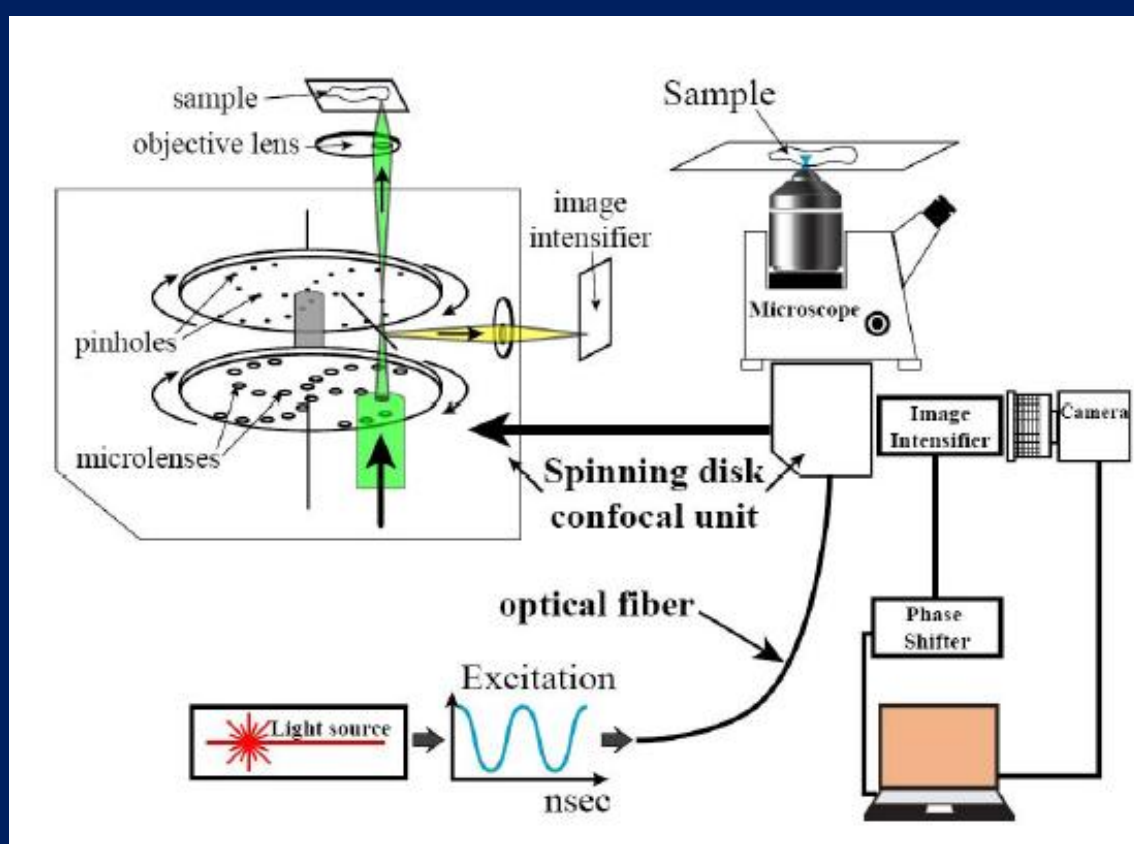 sample
objective lens
image
intensifier
pinholes
microlenses
Sample
Microscope
Image
Intensifier
Camera
Spinning disk
confocal unit
optical fiber
Phase
Shifter
Excitation
Light source
nsec